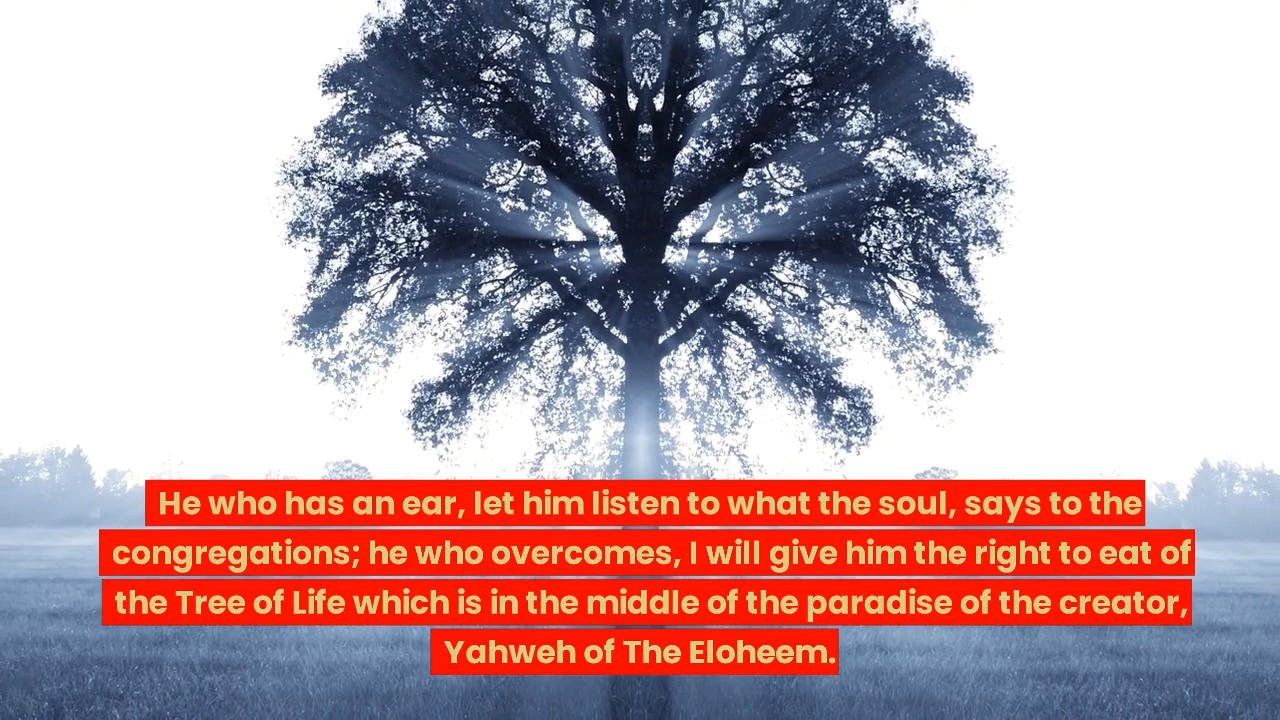 He who has an ear, let him listen to what the soul, says to the
congregations; he who overcomes, I will give him the right to eat of
the Tree of Life which is in the middle of the paradise of the creator,
Yahweh of The Eloheem.